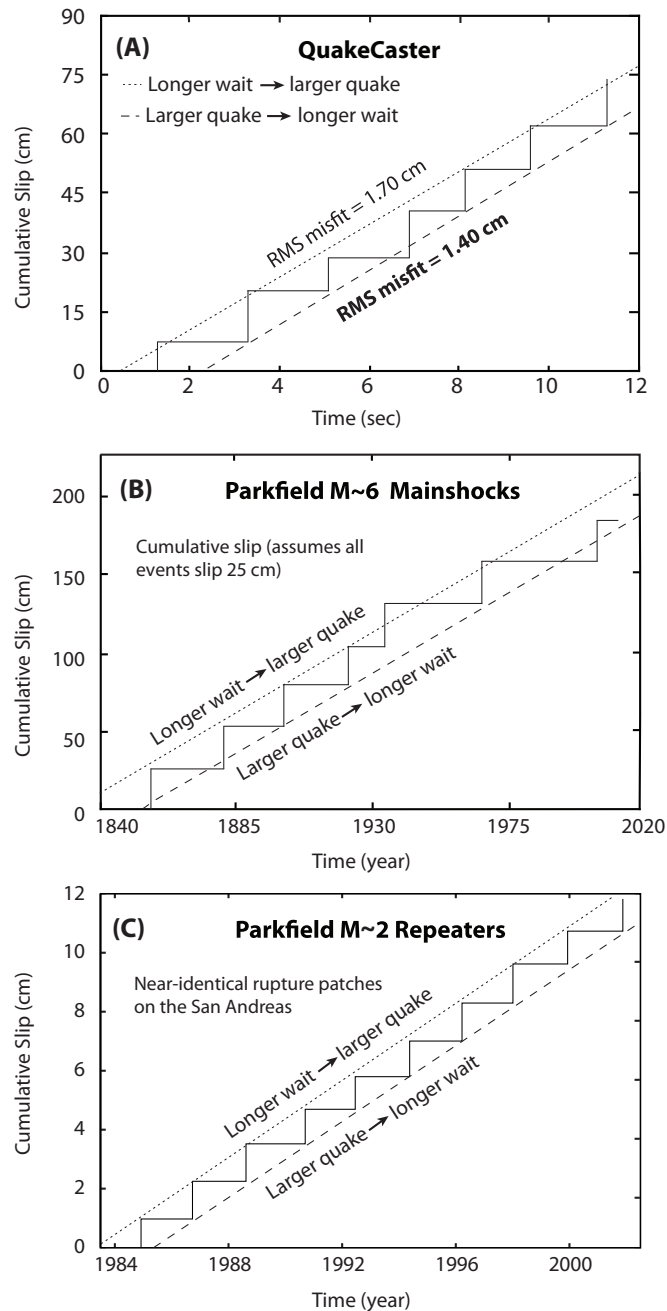 (A) QuakeCaster
Longer wait → larger quake
Larger quake → longer wait
RMS misfit = 1.70 cm
RMS misfit = 1.40 cm
Cumulative Slip (cm)
90
75
60
45
30
15
0
0 2 4 6 8 10 12
Time (sec)
(B) Parkfield M~6 Mainshocks
Cumulative slip (assumes all
events slip 25 cm)
Longer wait → larger quake
Larger quake → longer wait
Cumulative Slip (cm)
200
150
100
50
0
1840 1885 1930 1975 2020
Time (year)
(C) Parkfield M~2 Repeaters
Near-identical rupture patches
on the San Andreas
Longer wait → larger quake
Larger quake → longer wait
Cumulative Slip (cm)
12
10
8
6
4
2
0
1984 1988 1992 1996 2000
Time (year)